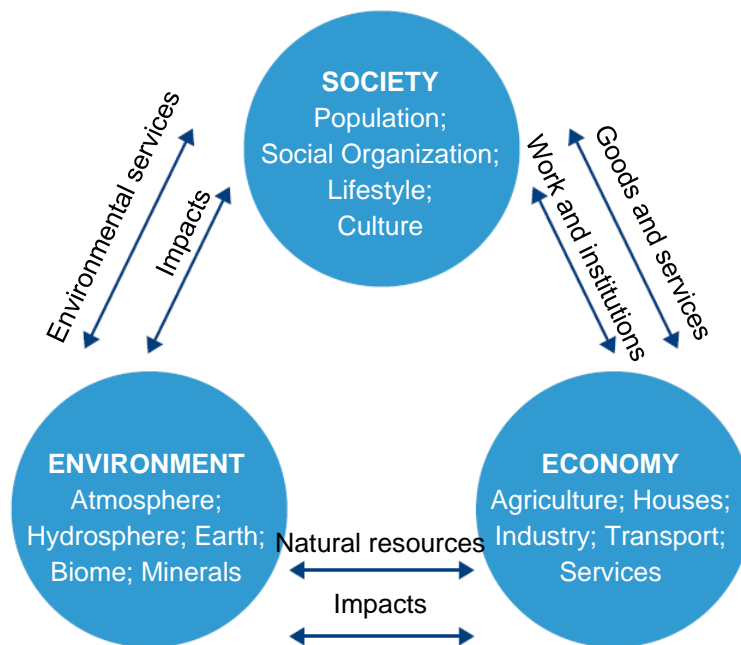 SOCIETY
Population;
Social Organization;
Lifestyle;
Culture
Environmental services
Impacts
Work and institutions
Goods and services
ENVIRONMENT
Atmosphere;
Hydrosphere; Earth;
Biome; Minerals
Natural resources
Impacts
ECONOMY
Agriculture; Houses;
Industry; Transport;
Services